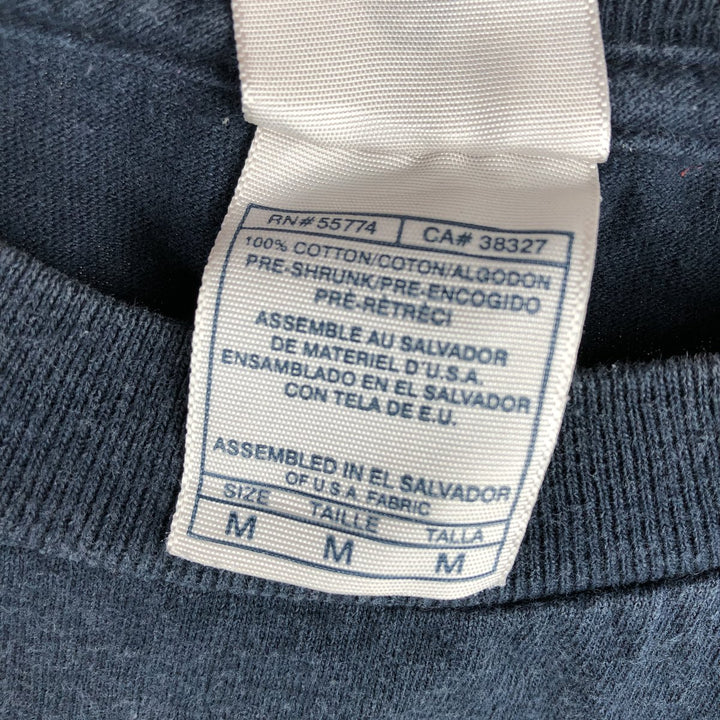 RN# 55774 CA# 38327
100% COTTON/COTON/ALGODON
PRE-SHRUNK/PRE-ENCOGIDO
PRÉ-RÉTRÉCI
ASSEMBLE AU SALVADOR
DE MATERIEL D'U.S.A.
ENSAMBLADO EN EL SALVADOR
CON TELA DE E.U.
ASSEMBLED IN EL SALVADOR
OF U.S.A. FABRIC
SIZE TAILLE TALLA
M M M